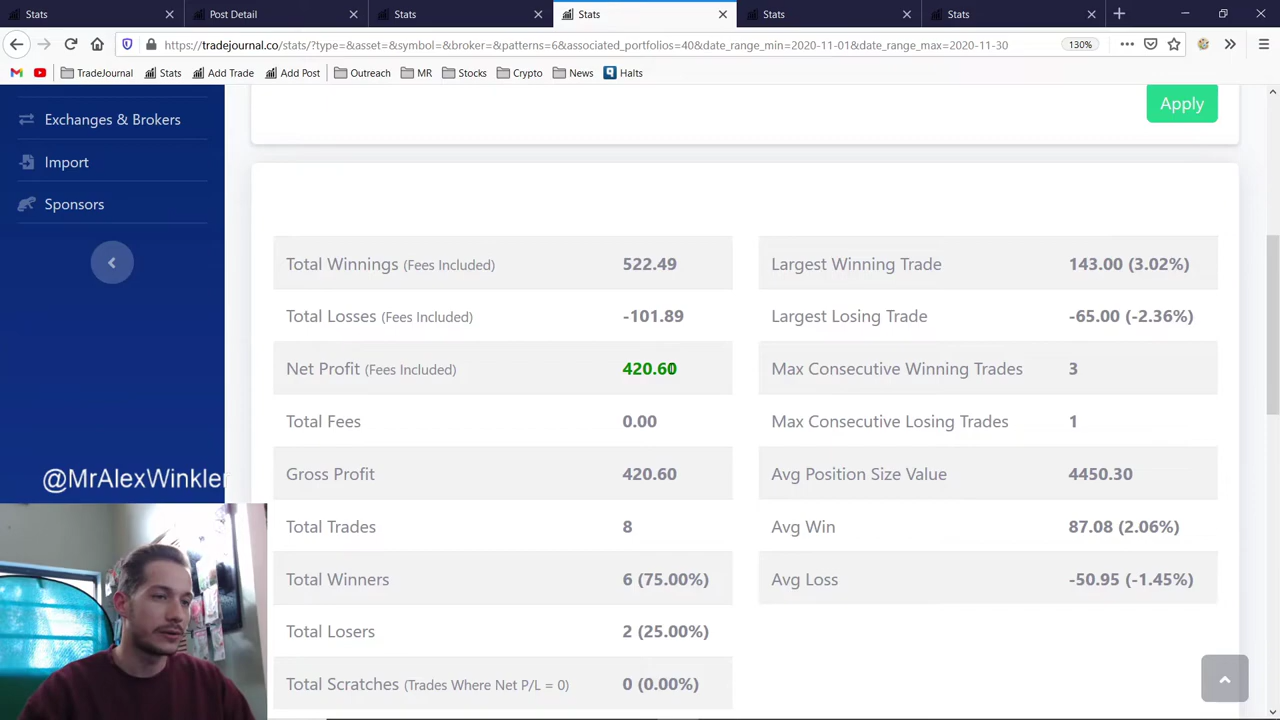 Stats
Post Detail
Stats
Stats
Stats
Stats
https://tradejournal.co/stats/?type=&asset=&symbol=&broker=&patterns=6&associated_portfolios=40&date_range_min=2020-11-01&date_range_max=2020-11-30
130%
TradeJournal
Stats
Add Trade
Add Post
Outreach
MR
Stocks
Crypto
News
Halts
Exchanges & Brokers
Import
Sponsors
Apply
Total Winnings (Fees Included) 522.49
Total Losses (Fees Included) -101.89
Net Profit (Fees Included) 420.60
Total Fees 0.00
Gross Profit 420.60
Total Trades 8
Total Winners 6 (75.00%)
Total Losers 2 (25.00%)
Total Scratches (Trades Where Net P/L = 0) 0 (0.00%)
Largest Winning Trade 143.00 (3.02%)
Largest Losing Trade -65.00 (-2.36%)
Max Consecutive Winning Trades 3
Max Consecutive Losing Trades 1
Avg Position Size Value 4450.30
Avg Win 87.08 (2.06%)
Avg Loss -50.95 (-1.45%)
@MrAlexWinkler